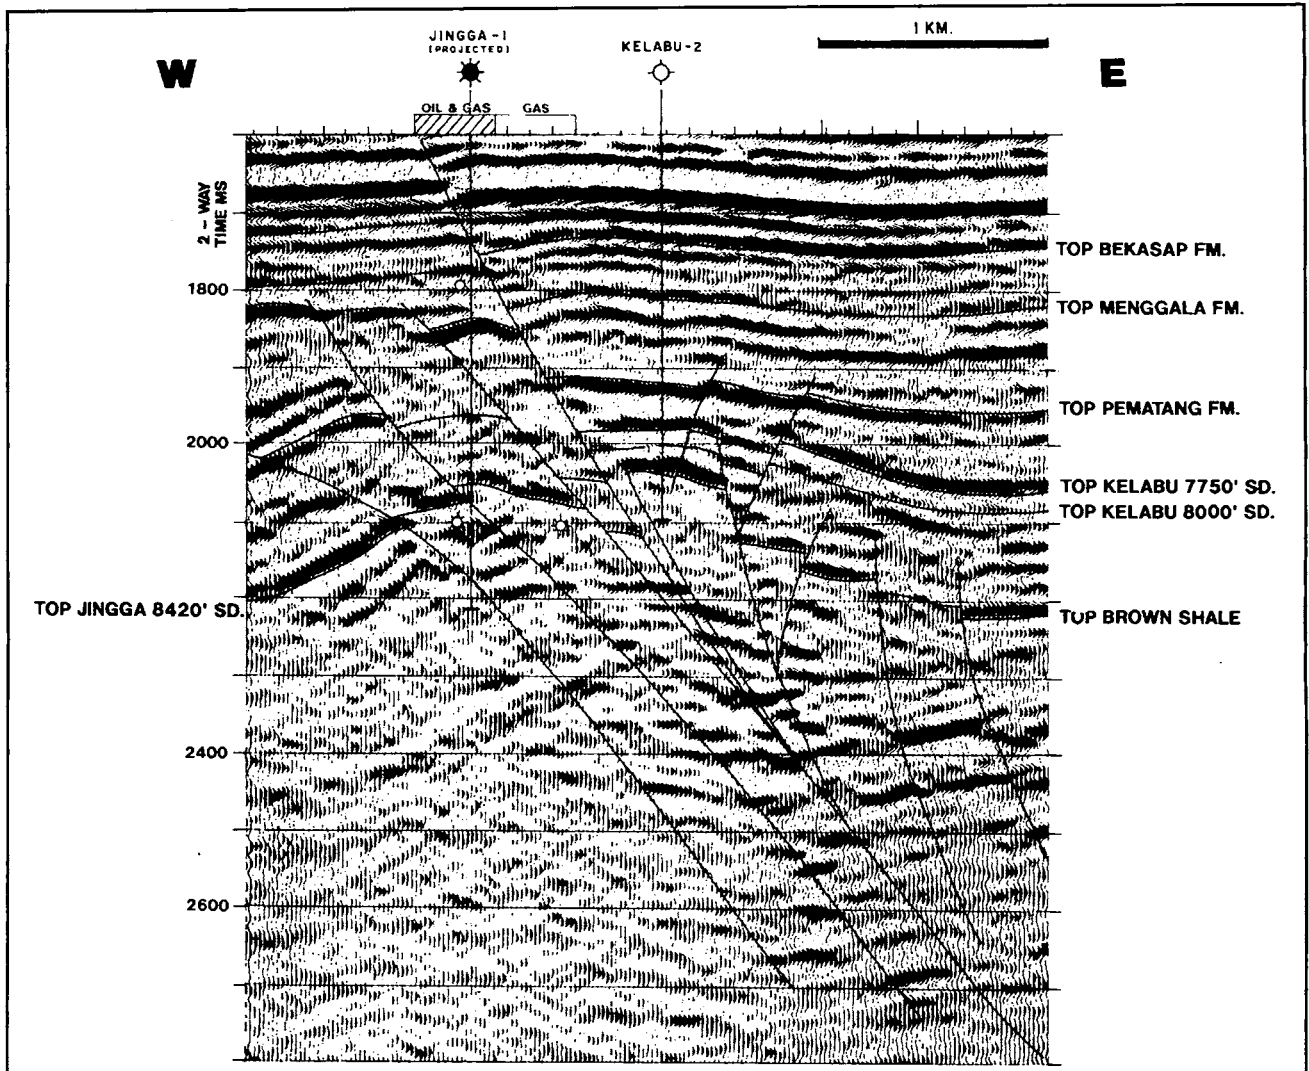 JINGGA-1
(PROJECTED)
KELABU-2
1 KM.
W
E
OIL & GAS
GAS
2 - WAY
TIME MS
TOP BEKASAP FM.
1800
TOP MENGGALA FM.
TOP PEMATANG FM.
2000
TOP KELABU 7750' SD.
TOP KELABU 8000' SD.
TOP JINGGA 8420' SD.
TOP BROWN SHALE
2400
2600